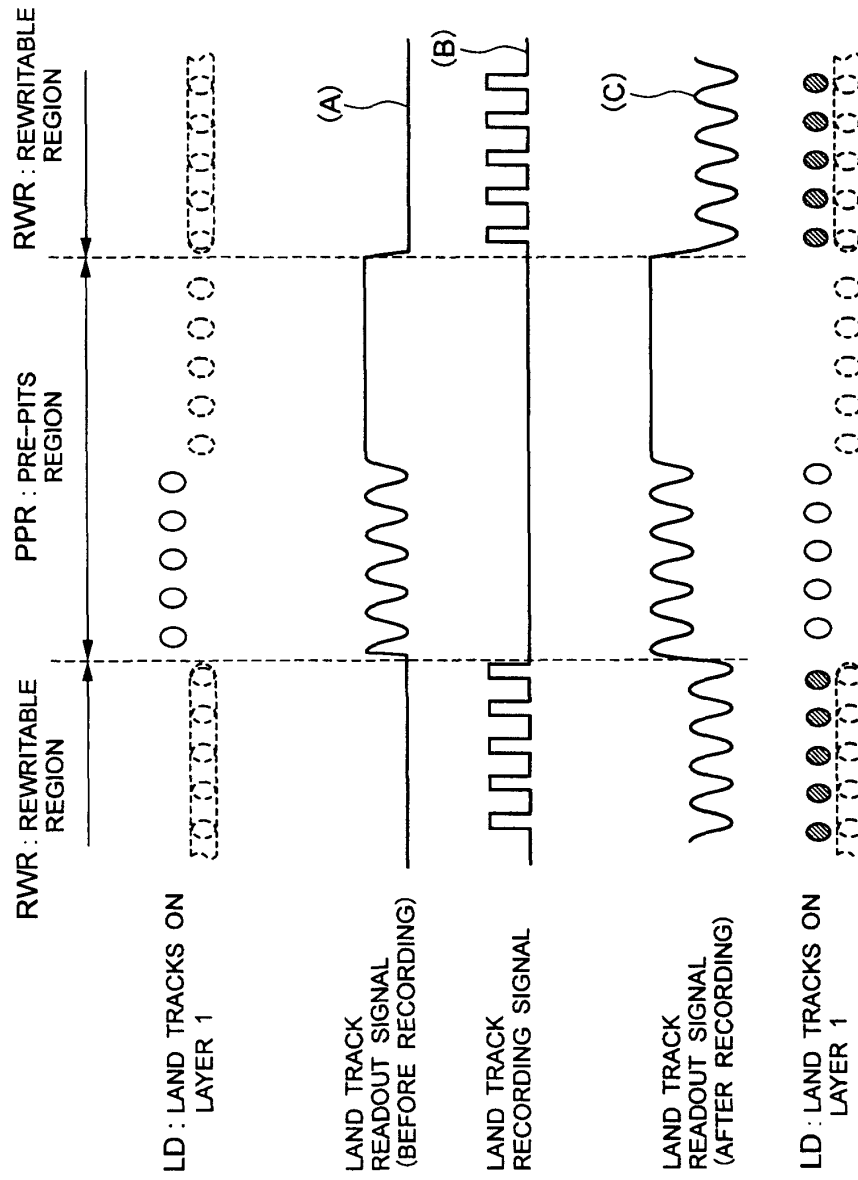 RWR : REWRITABLE
REGION
PPR : PRE-PITS
REGION
RWR : REWRITABLE
REGION
LD : LAND TRACKS ON
LAYER 1
LAND TRACK
READOUT SIGNAL
(BEFORE RECORDING)
(A)
LAND TRACK
RECORDING SIGNAL
(B)
LAND TRACK
READOUT SIGNAL
(AFTER RECORDING)
(C)
LD : LAND TRACKS ON
LAYER 1